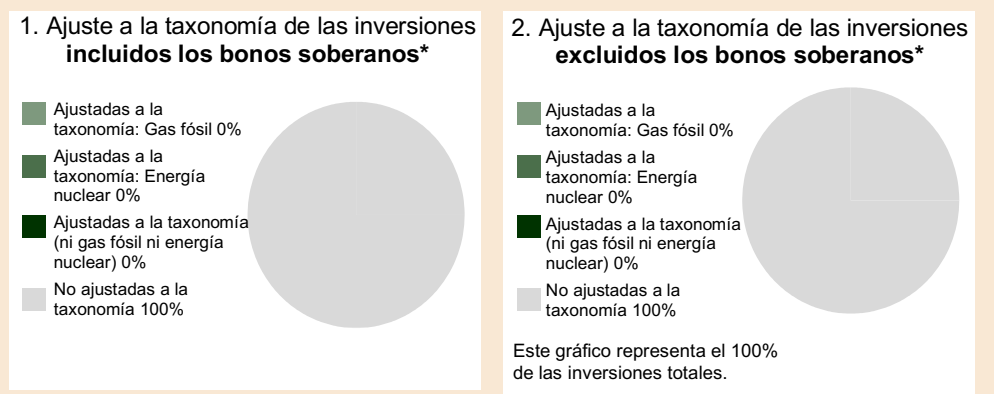 1. Ajuste a la taxonomía de las inversiones
incluidos los bonos soberanos*
Ajustadas a la
taxonomía: Gas fósil 0%
Ajustadas a la
taxonomía: Energía
nuclear 0%
Ajustadas a la taxonomía
(ni gas fósil ni energía
nuclear) 0%
No ajustadas a la
taxonomía 100%
2. Ajuste a la taxonomía de las inversiones
excluidos los bonos soberanos*
Ajustadas a la
taxonomía: Gas fósil 0%
Ajustadas a la
taxonomía: Energía
nuclear 0%
Ajustadas a la taxonomía
(ni gas fósil ni energía
nuclear) 0%
No ajustadas a la
taxonomía 100%
Este gráfico representa el 100%
de las inversiones totales.